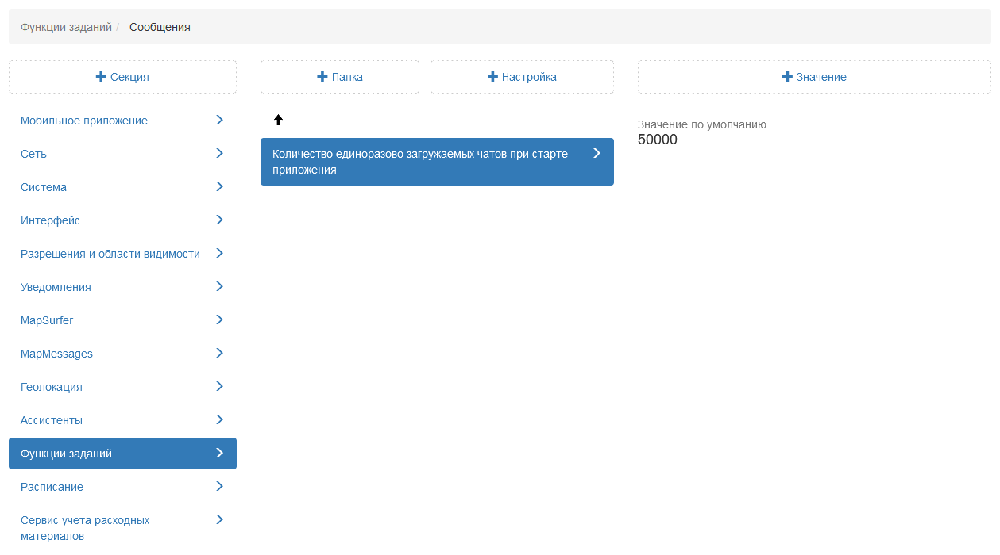 Функции заданий / Сообщения
Секция
Папка
Настройка
Значение
Мобильное приложение
Сеть
Система
Интерфейс
Разрешения и области видимости
Уведомления
MapSurfer
MapMessages
Геолокация
Ассистенты
Функции заданий
Расписание
Сервис учета расходных
материалов
..
Количество единоразово загружаемых чатов при старте
приложения
Значение по умолчанию
50000